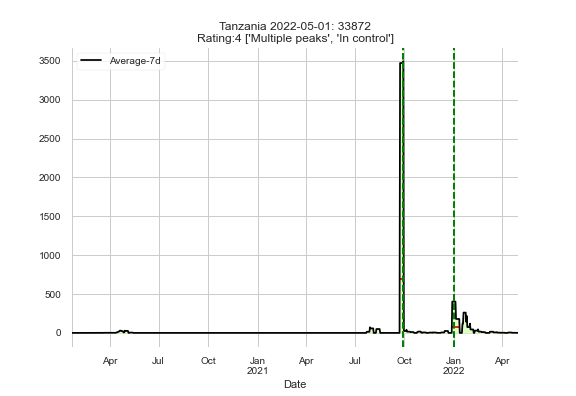 Tanzania 2022-05-01: 33872
Rating:4 ['Multiple peaks', 'In control']
Average-7d
3500
3000
2500
2000
1500
1000
500
0
Apr Jul Oct Jan Apr Jul Oct Jan Apr
2021 2022
Date